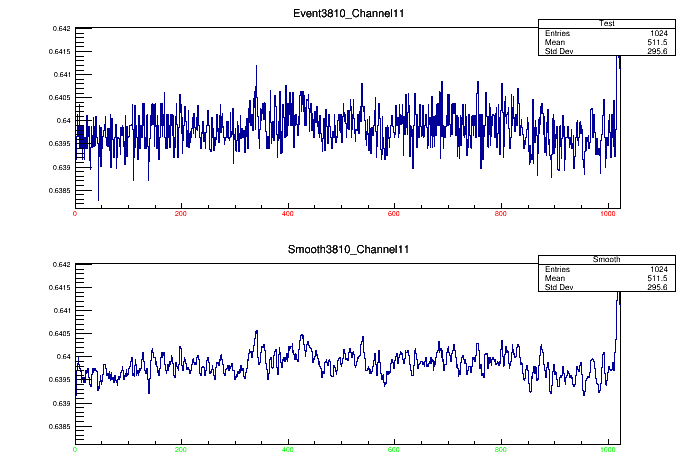 Event3810_Channel11
Test
Entries 1024
Mean 511.5
Std Dev 295.6
0.642
0.6415
0.641
0.6405
0.64
0.6395
0.639
0.6385
0 200 400 600 800 1000
Smooth3810_Channel11
Smooth
Entries 1024
Mean 511.5
Std Dev 295.6
0.642
0.6415
0.641
0.6405
0.64
0.6395
0.639
0.6385
0 200 400 600 800 1000